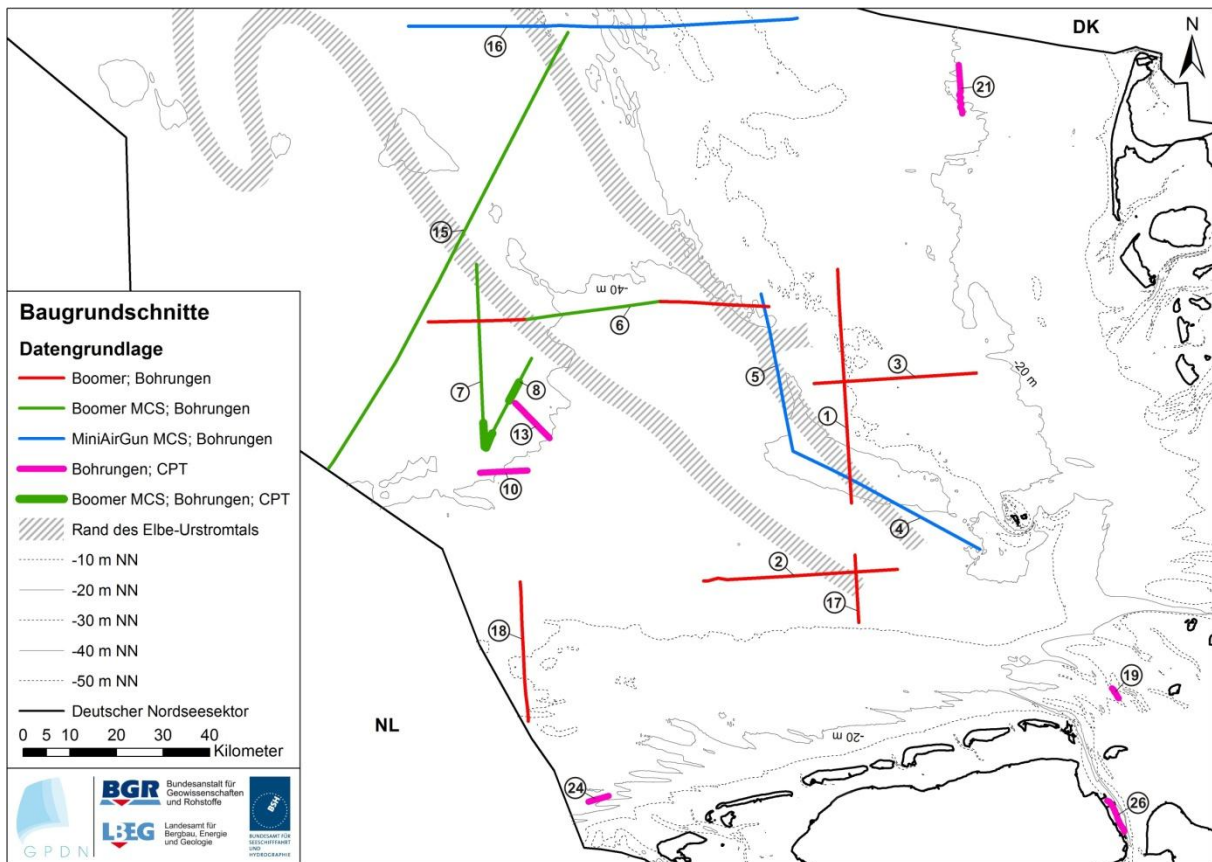 DK
N
16
21
15
-40 m
6
3
-20 m
5
7
8
1
13
10
4
2
17
18
19
NL
-20 m
24
26
Baugrundschnitte
Datengrundlage
Boomer; Bohrungen
Boomer MCS; Bohrungen
MiniAirGun MCS; Bohrungen
Bohrungen; CPT
Boomer MCS; Bohrungen; CPT
Rand des Elbe-Urstromtals
-10 m NN
-20 m NN
-30 m NN
-40 m NN
-50 m NN
Deutscher Nordseesektor
0 5 10 20 30 40
Kilometer
GPDN
BGR
Bundesanstalt für
Geowissenschaften
und Rohstoffe
LBEG
Landesamt für
Bergbau, Energie
und Geologie
BSH
BUNDESAMT FÜR
SEESCHIFFFAHRT
UND
HYDROGRAPHIE